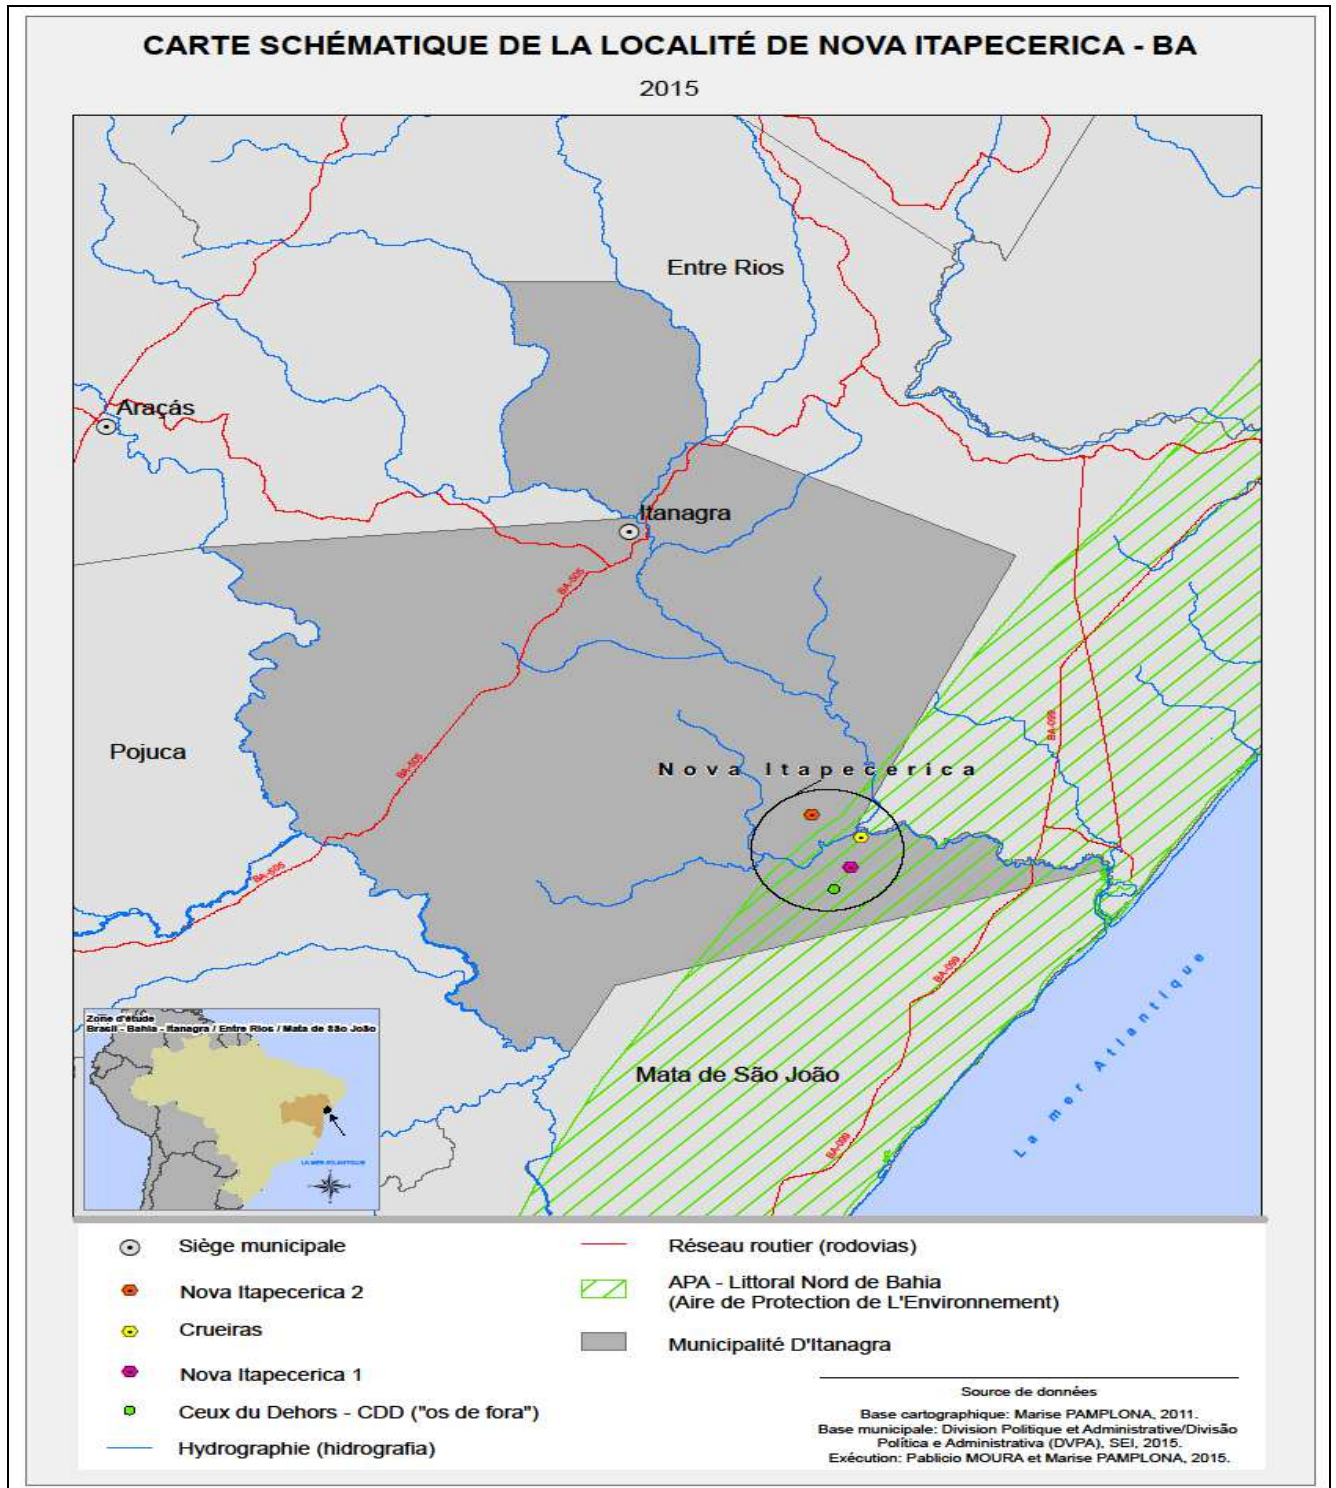 CARTE SCHÉMATIQUE DE LA LOCALITÉ DE NOVA ITAPECERICA - BA
2015
Entre Rios
Araçás
Itanagra
BA-505
Pojuca
BA-099
Nova Itapecerica
BA-505
BA-505
BA-099
La mer Atlantique
Zone d'étude
Brasil - Bahia - Itanagra / Entre Rios / Mata de São João
Mata de São João
BA-099
LA MER ATLANTIQUE
Siège municipale
Nova Itapecerica 2
Crueiras
Nova Itapecerica 1
Ceux du Dehors - CDD ("os de fora")
Hydrographie (hidrografia)
Réseau routier (rodovias)
APA - Littoral Nord de Bahia
(Aire de Protection de L'Environnement)
Municipalité D'Itanagra
Source de données
Base cartographique: Marise PAMPLONA, 2011.
Base municipale: Division Politique et Administrative/Divisão
Política e Administrativa (DVPA), SEI, 2015.
Exécution: Pablicio MOURA et Marise PAMPLONA, 2015.